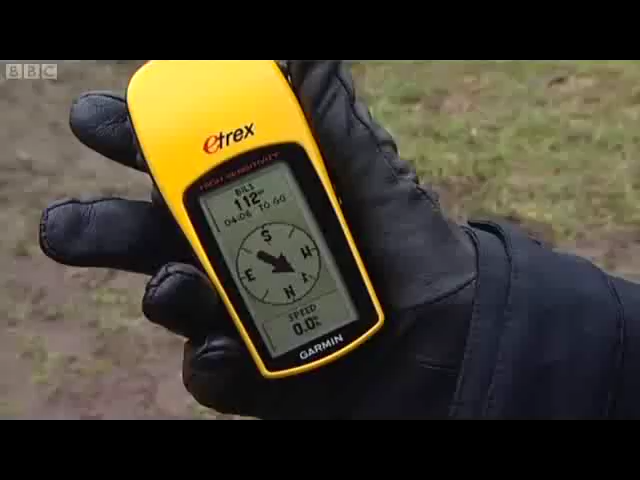 BBC
etrex
HIGH SENSITIVITY
BILS
112
04:06 TO GO
S
E W
N
SPEED
0.0
GARMIN